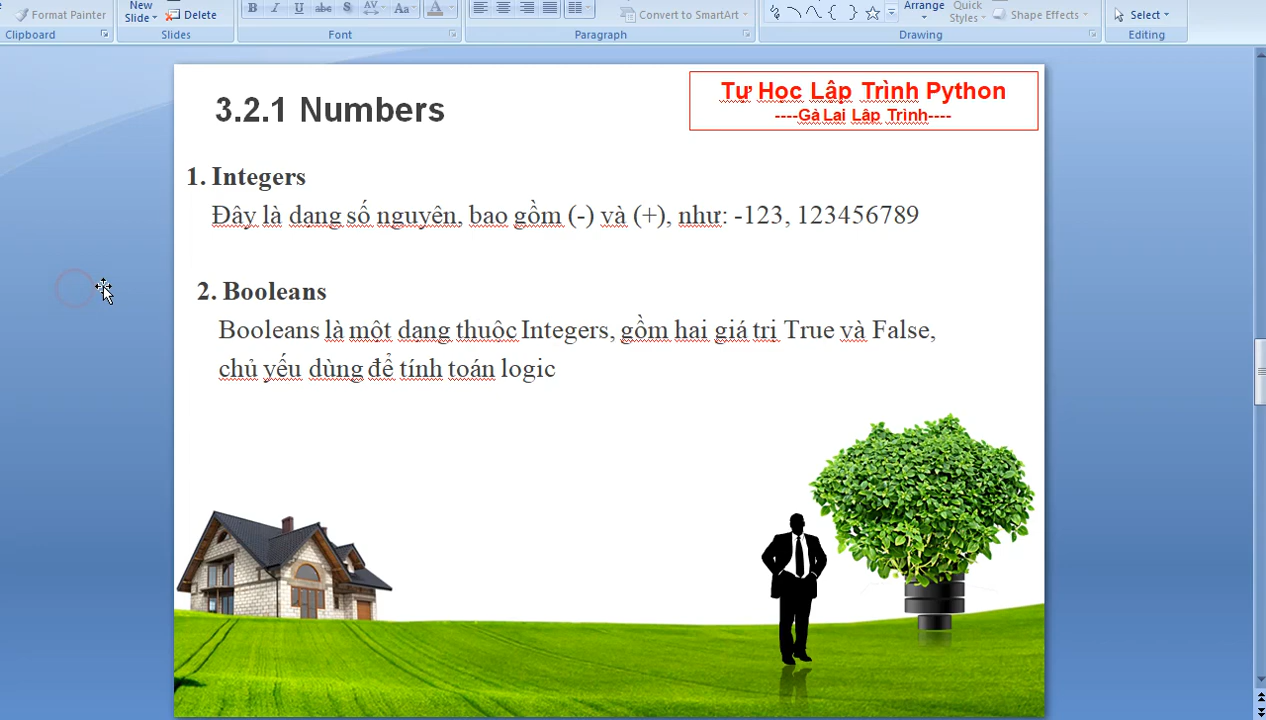 Format Painter
New
Slide
Delete
Clipboard
Slides
B I U abc S AV Aa A
Font
Paragraph
Convert to SmartArt
Arrange
Quick
Styles
Shape Effects
Drawing
Select
Editing
3.2.1 Numbers
Tự Học Lập Trình Python
----Gà Lai Lập Trình----
1. Integers
Đây là dạng số nguyên, bao gồm (-) và (+), như: -123, 123456789
2. Booleans
Booleans là một dạng thuộc Integers, gồm hai giá trị True và False,
chủ yếu dùng để tính toán logic